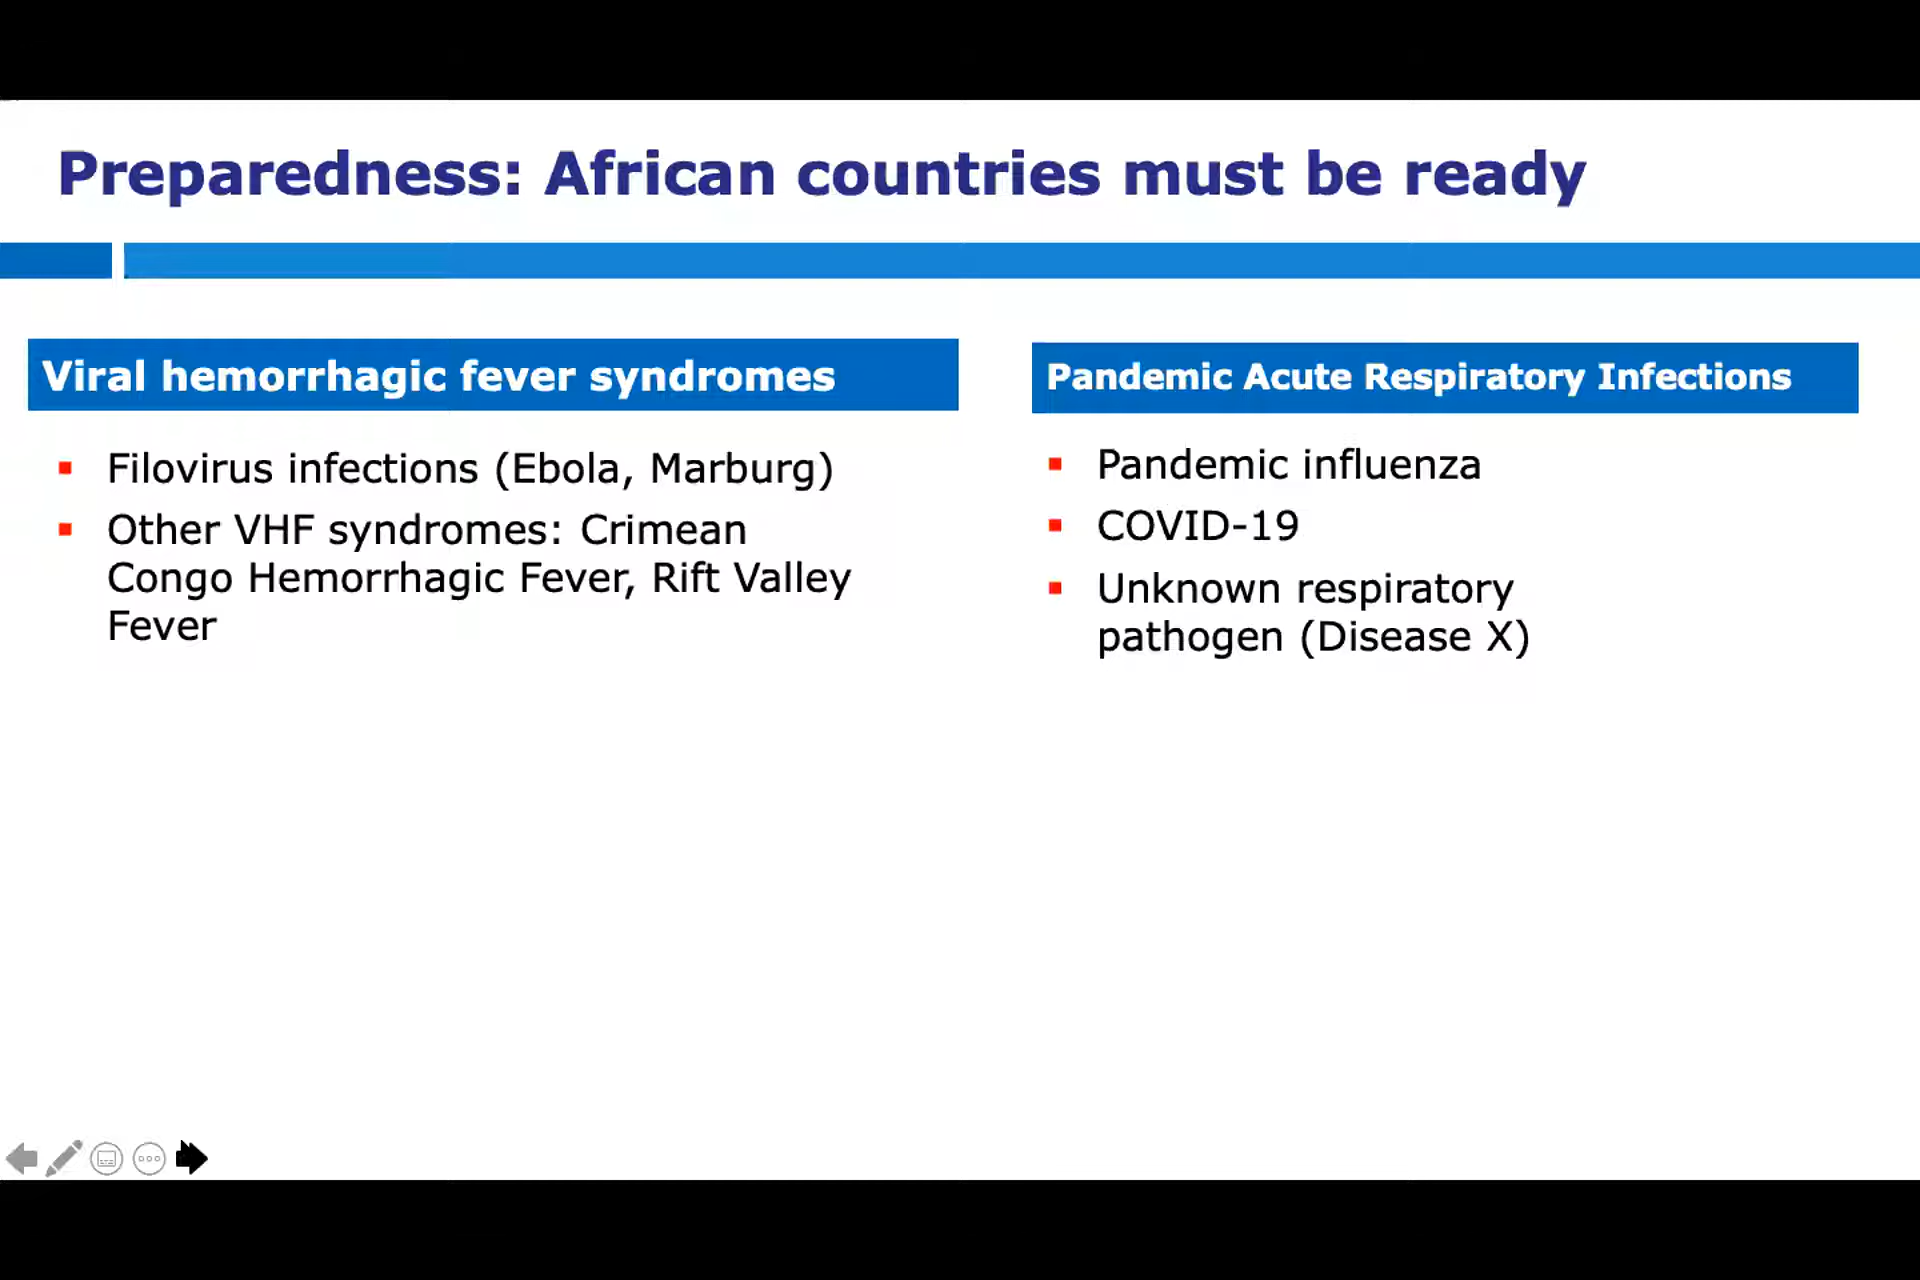 Preparedness: African countries must be ready
Viral hemorrhagic fever syndromes
Filovirus infections (Ebola, Marburg)
Other VHF syndromes: Crimean
Congo Hemorrhagic Fever, Rift Valley
Fever
Pandemic Acute Respiratory Infections
Pandemic influenza
COVID-19
Unknown respiratory
pathogen (Disease X)